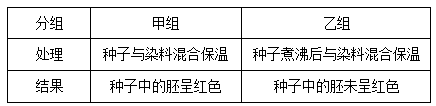 分组 甲组 乙组
处理 种子与染料混合保温 种子煮沸后与染料混合保温
结果 种子中的胚呈红色 种子中的胚未呈红色